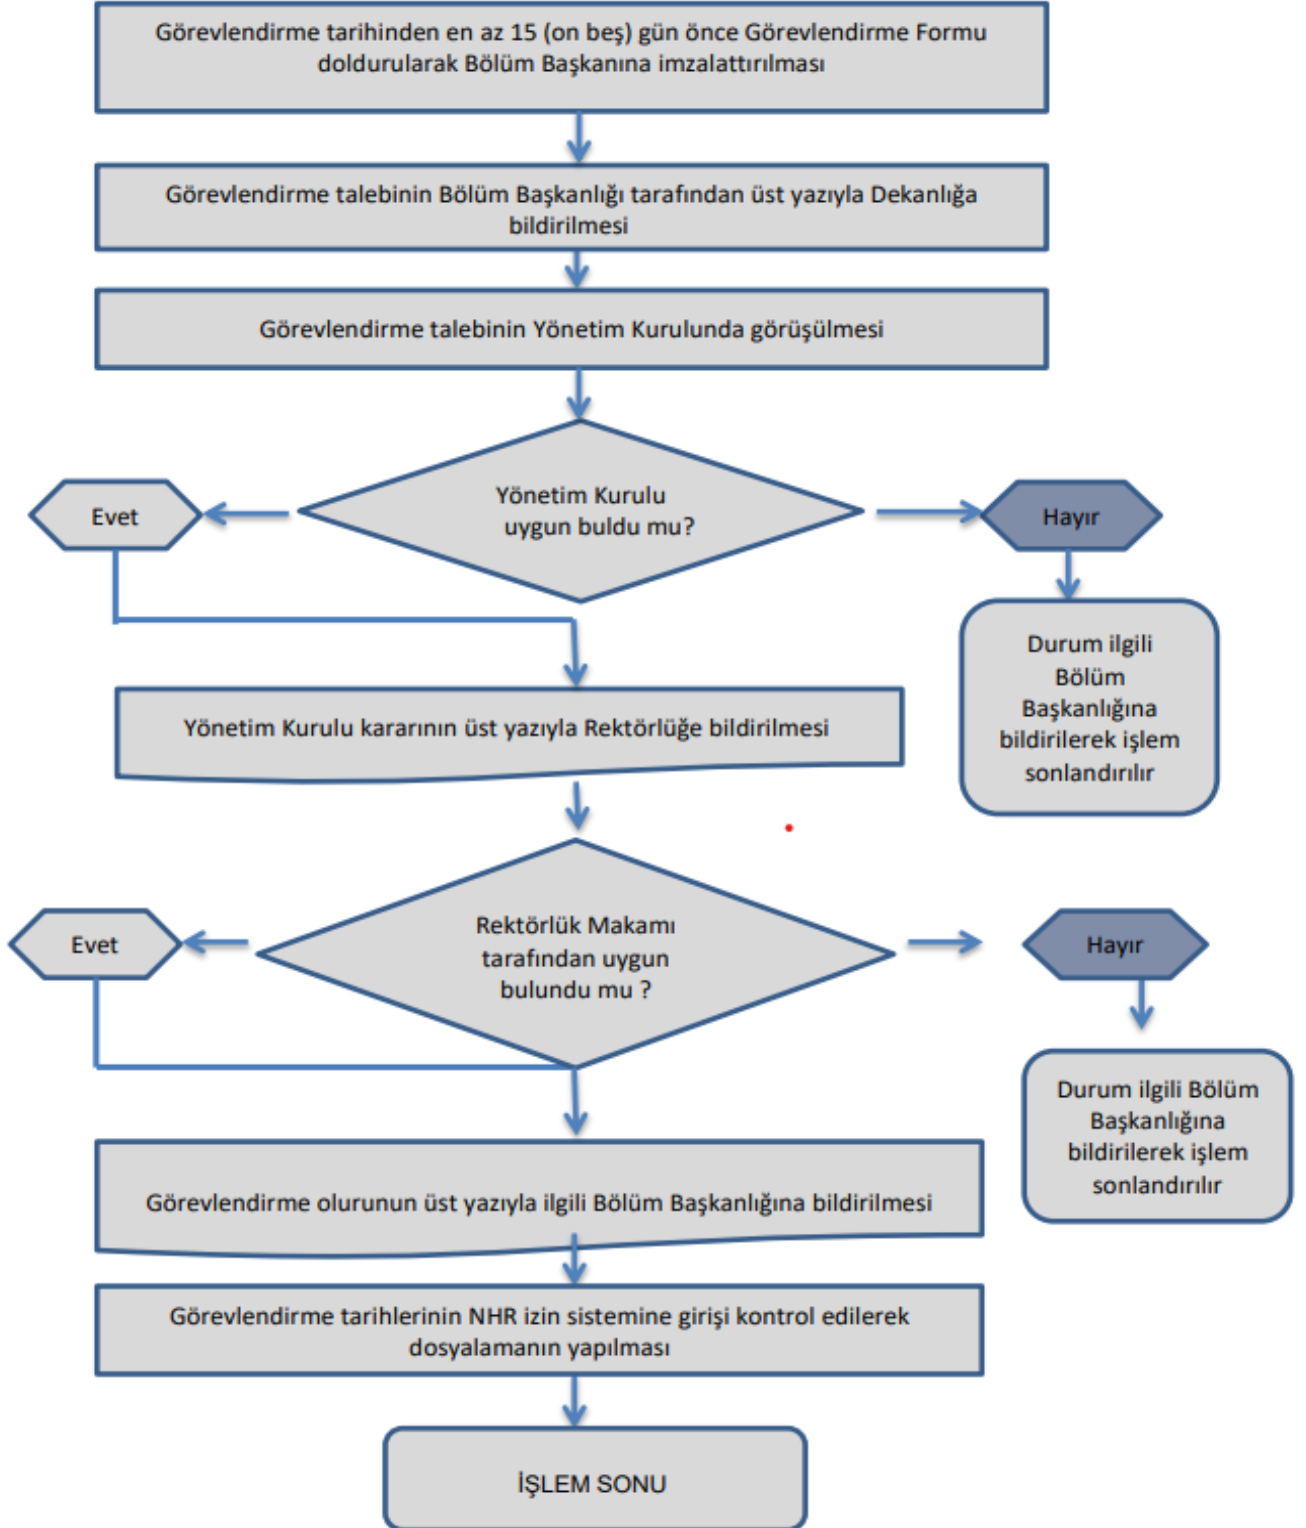 Görevlendirme tarihinden en az 15 (on beş) gün önce Görevlendirme Formu
doldurularak Bölüm Başkanına imzalattırılması
Görevlendirme talebinin Bölüm Başkanlığı tarafından üst yazıyla Dekanlığa
bildirilmesi
Görevlendirme talebinin Yönetim Kurulunda görüşülmesi
Yönetim Kurulu
uygun buldu mu?
Evet
Hayır
Durum ilgili
Bölüm
Başkanlığına
bildirilerek işlem
sonlandırılır
Yönetim Kurulu kararının üst yazıyla Rektörlüğe bildirilmesi
Rektörlük Makamı
tarafından uygun
bulundu mu ?
Evet
Hayır
Durum ilgili Bölüm
Başkanlığına
bildirilerek işlem
sonlandırılır
Görevlendirme olurunun üst yazıyla ilgili Bölüm Başkanlığına bildirilmesi
Görevlendirme tarihlerinin NHR izin sistemine girişi kontrol edilerek
dosyalamanın yapılması
İŞLEM SONU